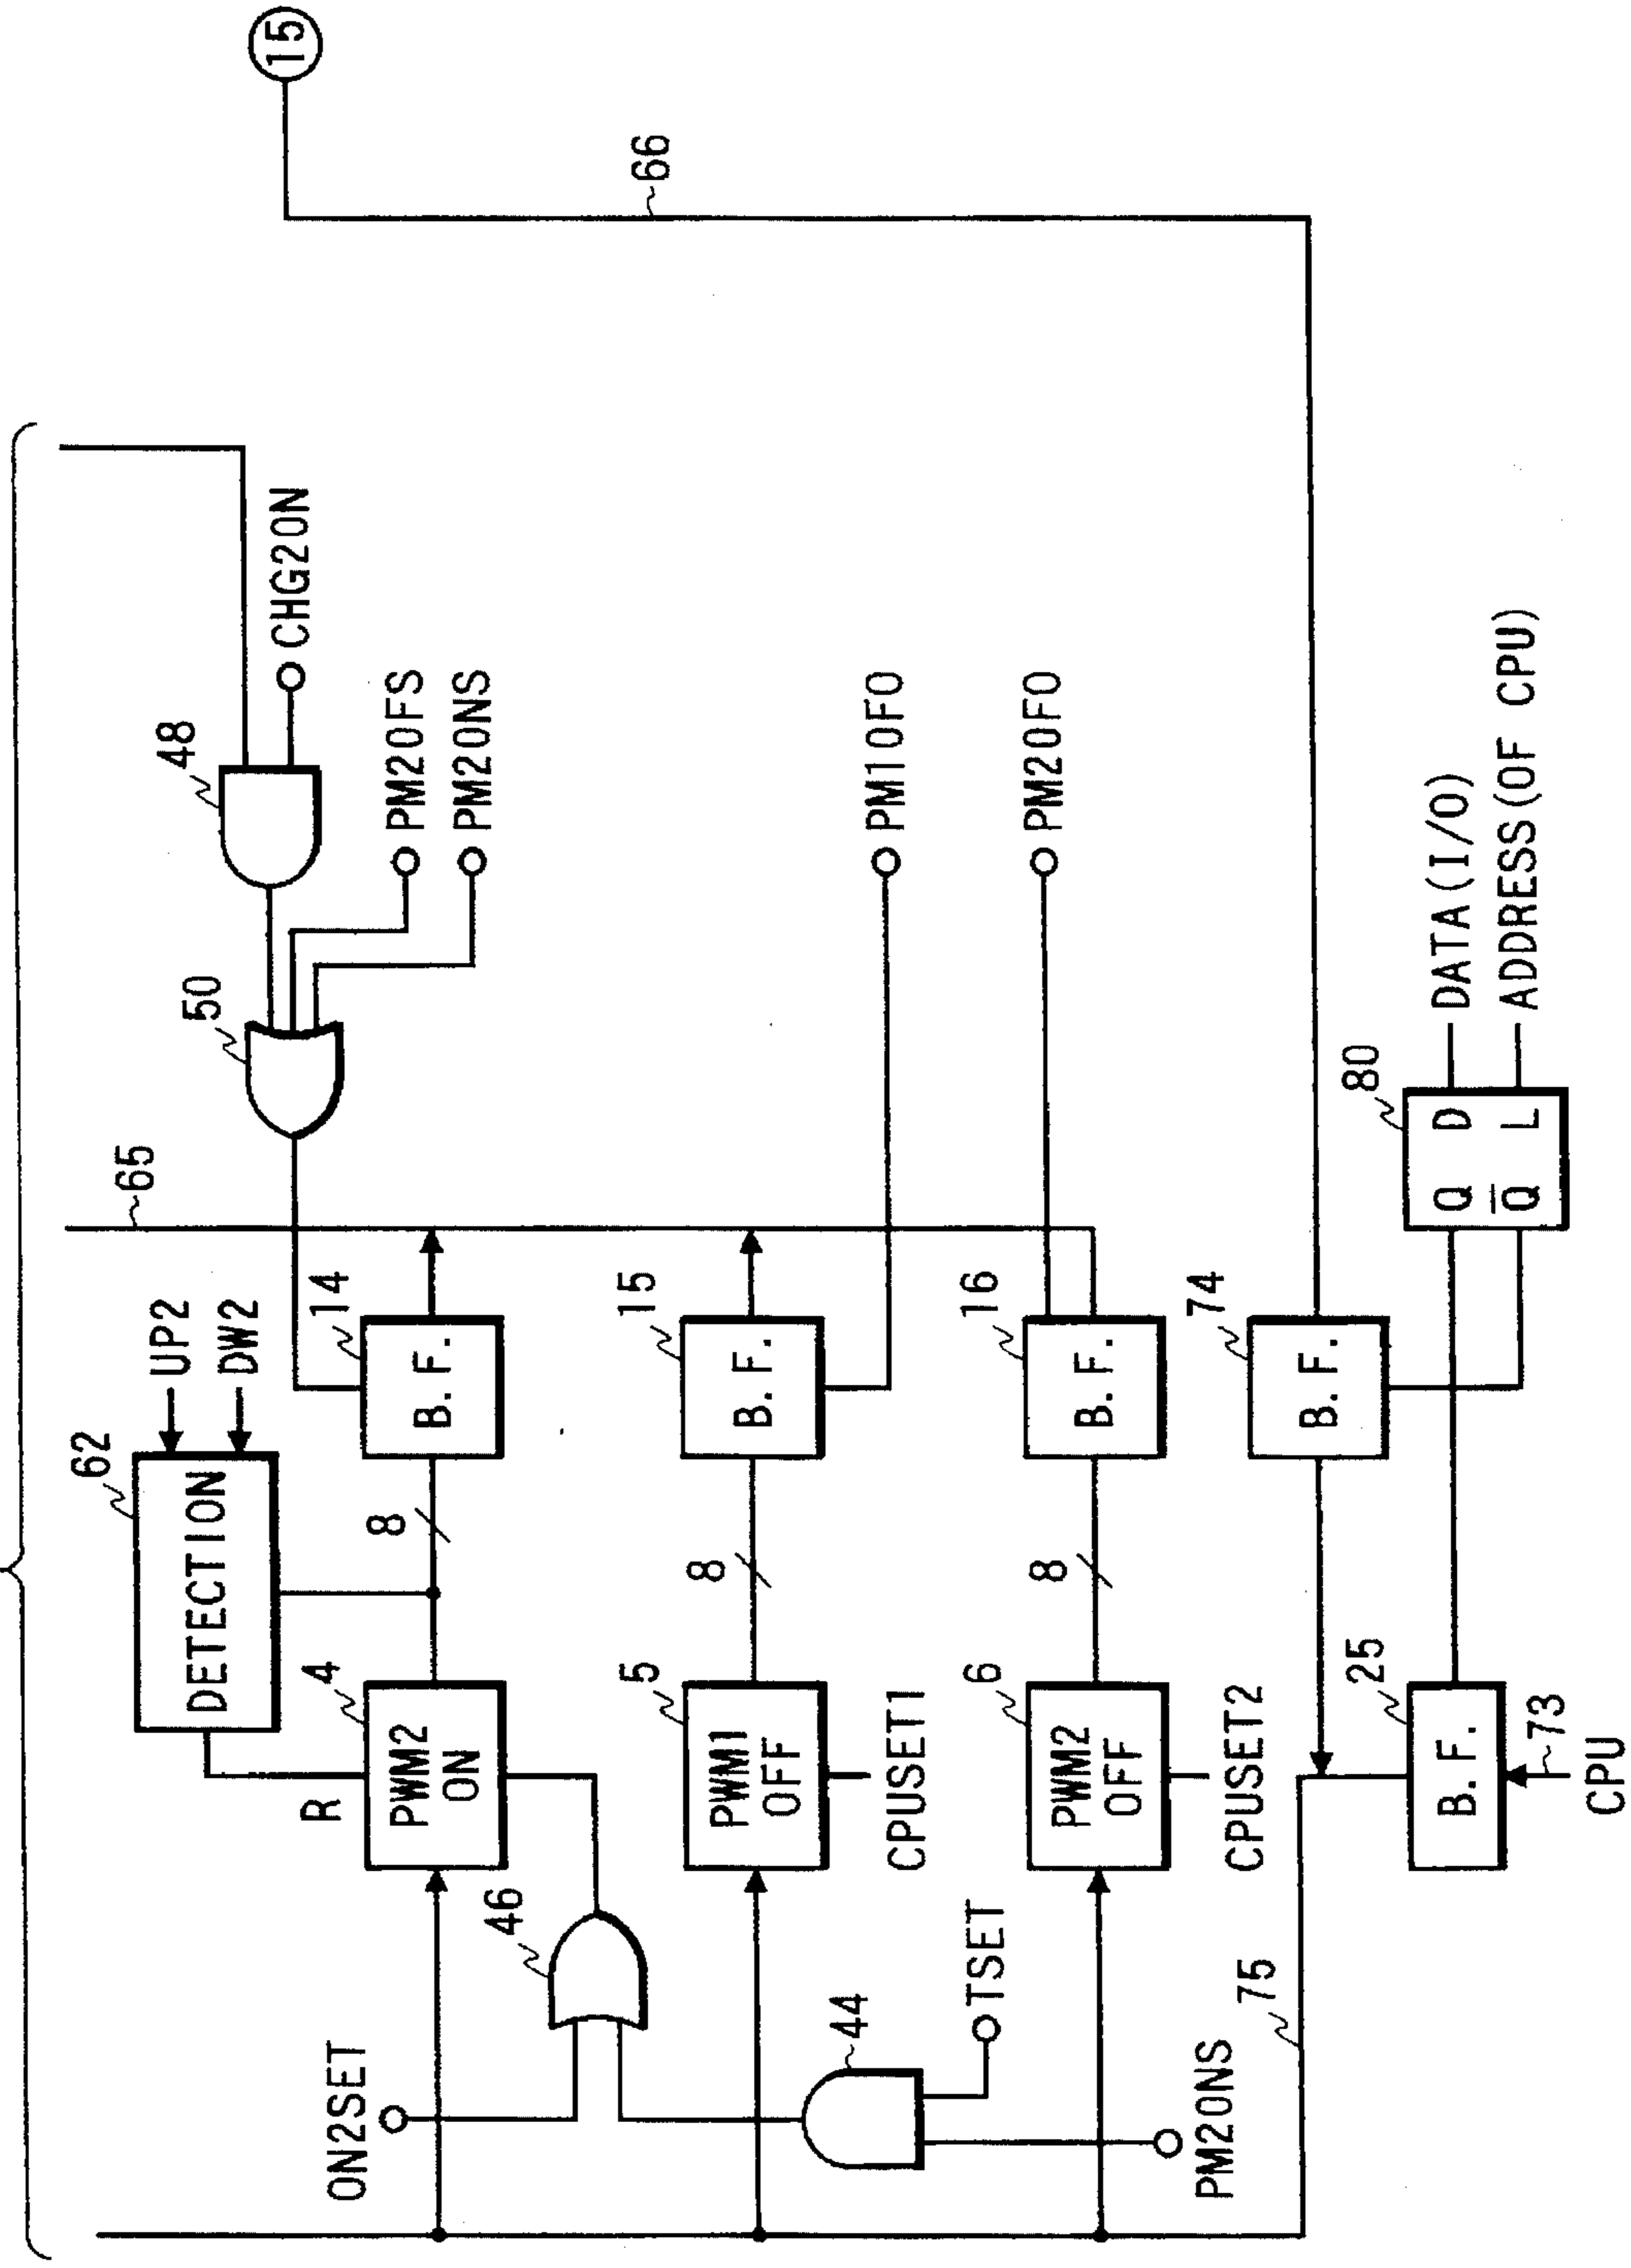 15
66
CHG2ON
48
PM2OFS
PM2ONS
50
65
PM1OFO
PM2OFO
UP2
DW2
62
DETECTION
14
B. F.
15
B. F.
16
B. F.
74
B. F.
80
Q D
Q L
DATA(I/O)
ADDRESS(OF CPU)
8
8
8
R
4
PWM2
ON
5
PWM1
OFF
CPUSET1
6
PWM2
OFF
CPUSET2
25
B. F.
73
CPU
46
ON2SET
44
TSET
PM2ONS
75